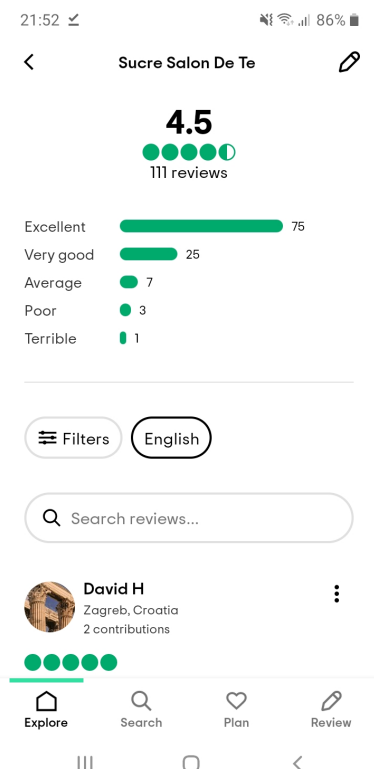 21:52 86%
Sucre Salon De Te
4.5
111 reviews
Excellent 75
Very good 25
Average 7
Poor 3
Terrible 1
Filters English
Search reviews...
David H
Zagreb, Croatia
2 contributions
Explore Search Plan Review